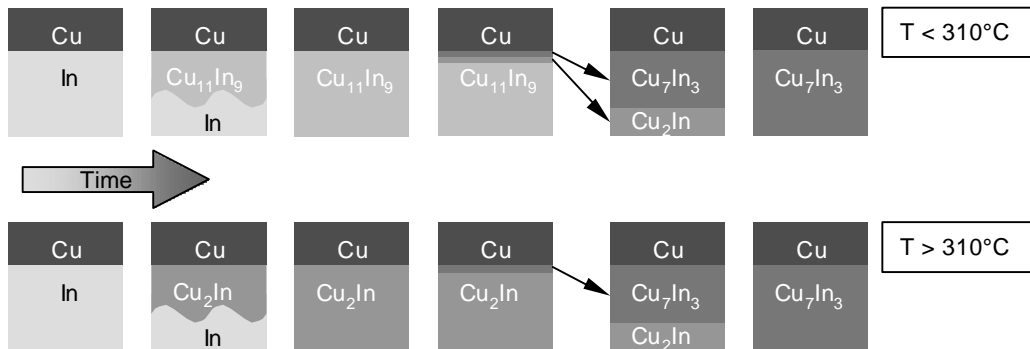 Cu Cu Cu Cu Cu Cu T < 310°C
In Cu₁₁In₉ Cu₁₁In₉ Cu₁₁In₉ Cu₇In₃ Cu₇In₃
In Cu₂In
Time
Cu Cu Cu Cu Cu Cu T > 310°C
In Cu₂In Cu₂In Cu₂In Cu₇In₃ Cu₇In₃
In Cu₂In